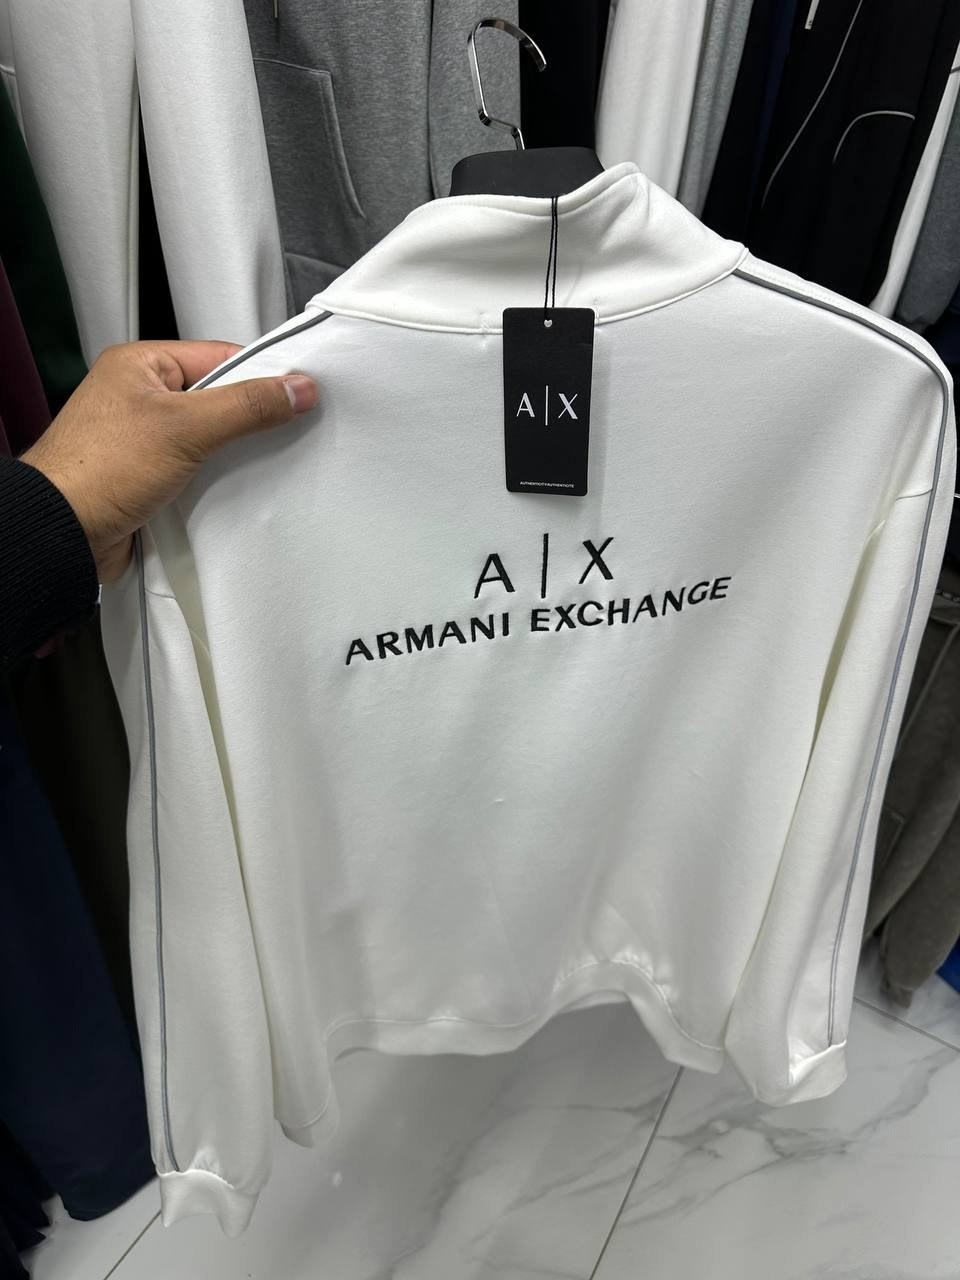 A|X
AUTHENTICITY/AUTHENTICITE
A|X
ARMANI EXCHANGE